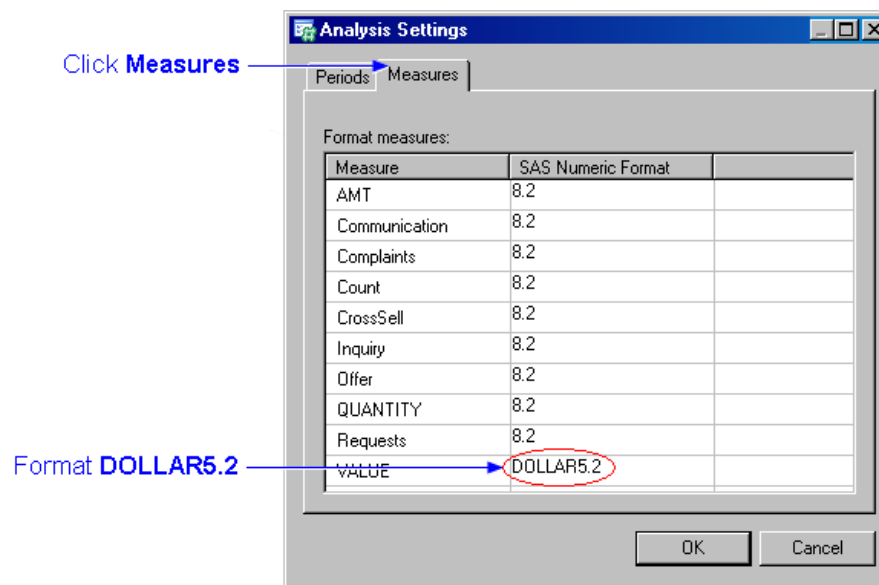 Analysis Settings
Click Measures
Periods Measures
Format measures:
Measure SAS Numeric Format
AMT 8.2
Communication 8.2
Complaints 8.2
Count 8.2
CrossSell 8.2
Inquiry 8.2
Offer 8.2
QUANTITY 8.2
Requests 8.2
Format DOLLAR5.2
VALUE DOLLAR5.2
OK Cancel